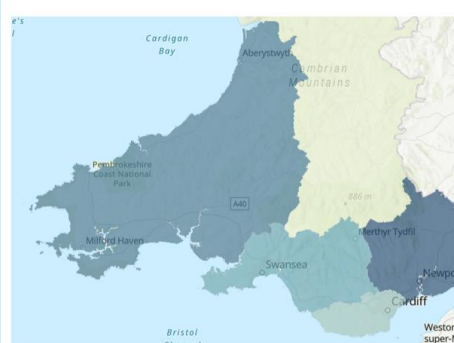 e's
Cardigan
Bay
Aberystwyth
Cambrian
Mountains
Pembrokeshire
Coast National
Park
886 m
A40
Milford Haven
Merthyr Tydfil
Swansea
Newpo
Cardiff
Bristol
Weston
super-M